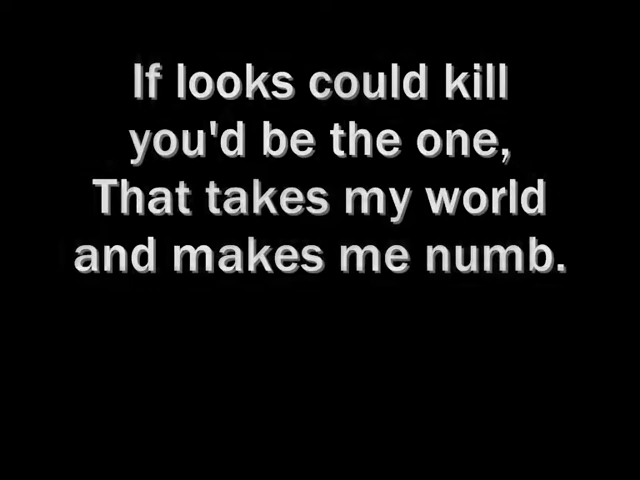 If looks could kill
you'd be the one,
That takes my world
and makes me numb.